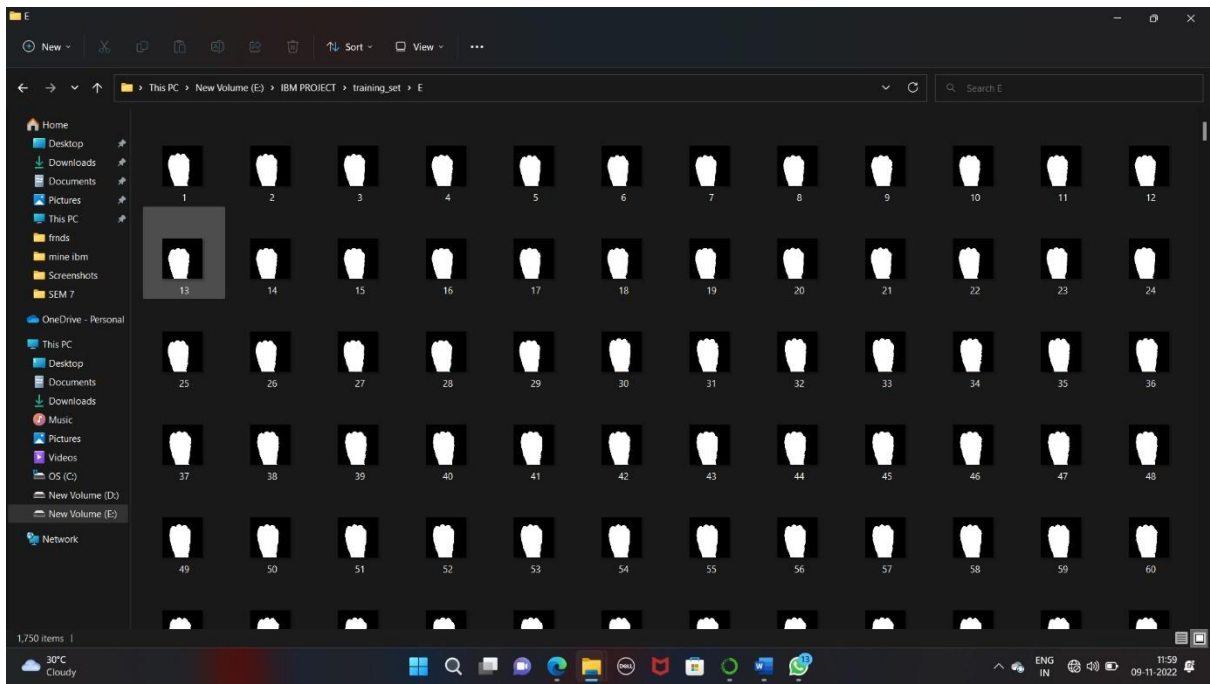 E
New
Sort
View
This PC > New Volume (E:) > IBM PROJECT > training_set > E
Search E
Home
Desktop
Downloads
Documents
Pictures
This PC
frnds
mine ibm
Screenshots
SEM 7
OneDrive - Personal
This PC
Desktop
Documents
Downloads
Music
Pictures
Videos
OS (C:)
New Volume (D:)
New Volume (E:)
Network
1 2 3 4 5 6 7 8 9 10 11 12
13 14 15 16 17 18 19 20 21 22 23 24
25 26 27 28 29 30 31 32 33 34 35 36
37 38 39 40 41 42 43 44 45 46 47 48
49 50 51 52 53 54 55 56 57 58 59 60
1,750 items
30°C
Cloudy
DELL
13
ENG
IN
11:59
09-11-2022